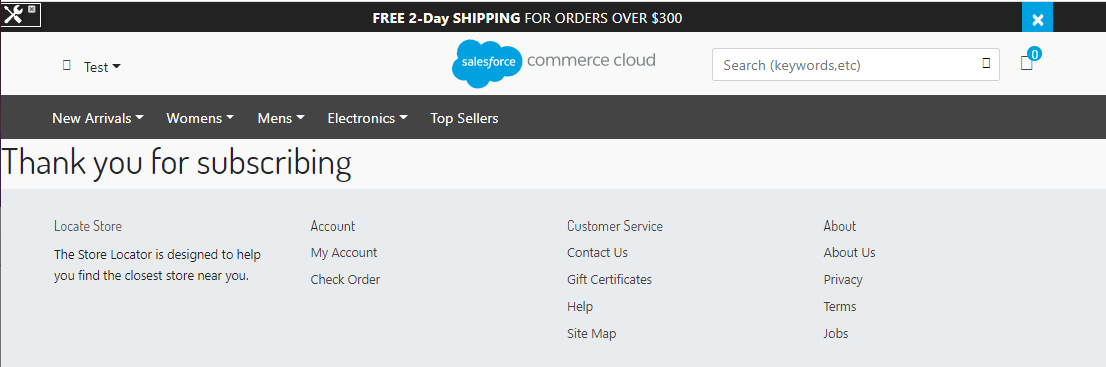 FREE 2-Day SHIPPING FOR ORDERS OVER $300
Test
salesforce commerce cloud
Search (keywords,etc)
0
New Arrivals Womens Mens Electronics Top Sellers
Thank you for subscribing
Locate Store
The Store Locator is designed to help
you find the closest store near you.
Account
My Account
Check Order
Customer Service
Contact Us
Gift Certificates
Help
Site Map
About
About Us
Privacy
Terms
Jobs